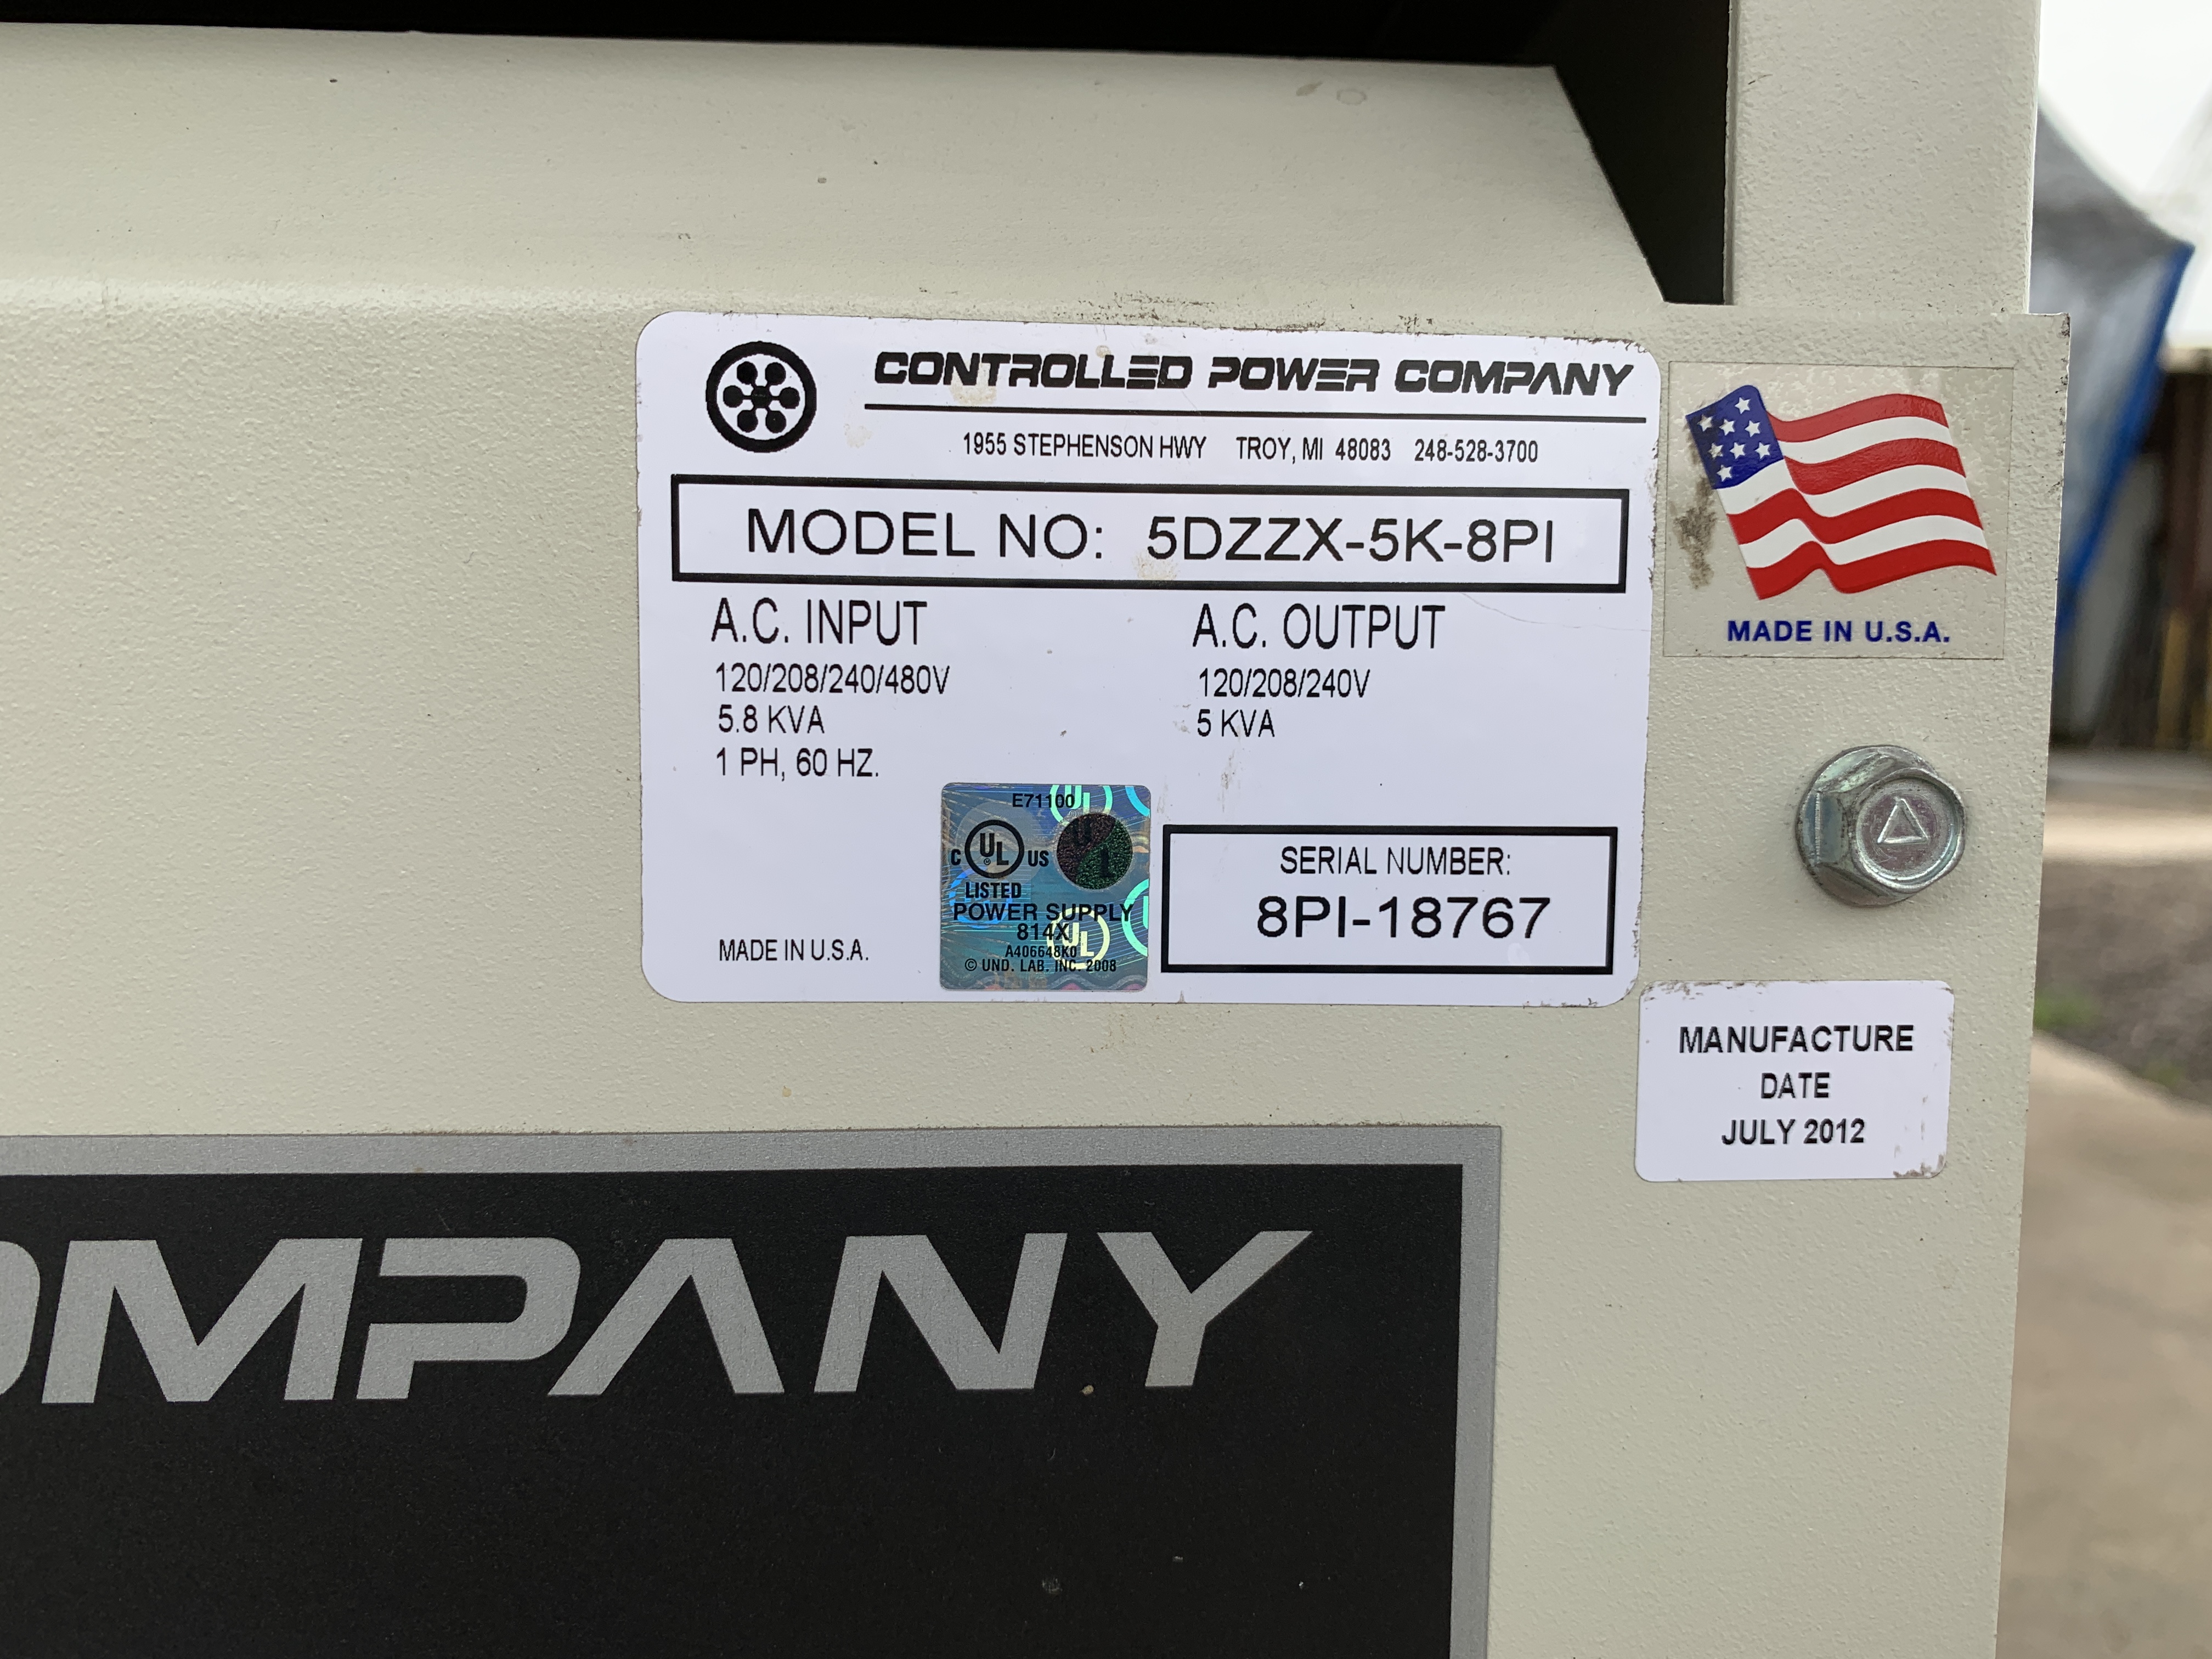 CONTROLLED POWER COMPANY
1955 STEPHENSON HWY TROY, MI 48083 248-528-3700
MODEL NO: 5DZZX-5K-8PI
A.C. INPUT
120/208/240/480V
5.8 KVA
1 PH, 60 HZ.
A.C. OUTPUT
120/208/240V
5 KVA
E71100
C UL US
LISTED
POWER SUPPLY
814X
A406648K0
© UND. LAB. INC. 2008
UL
UL
MADE IN U.S.A.
SERIAL NUMBER:
8PI-18767
MADE IN U.S.A.
MANUFACTURE
DATE
JULY 2012
OMPANY